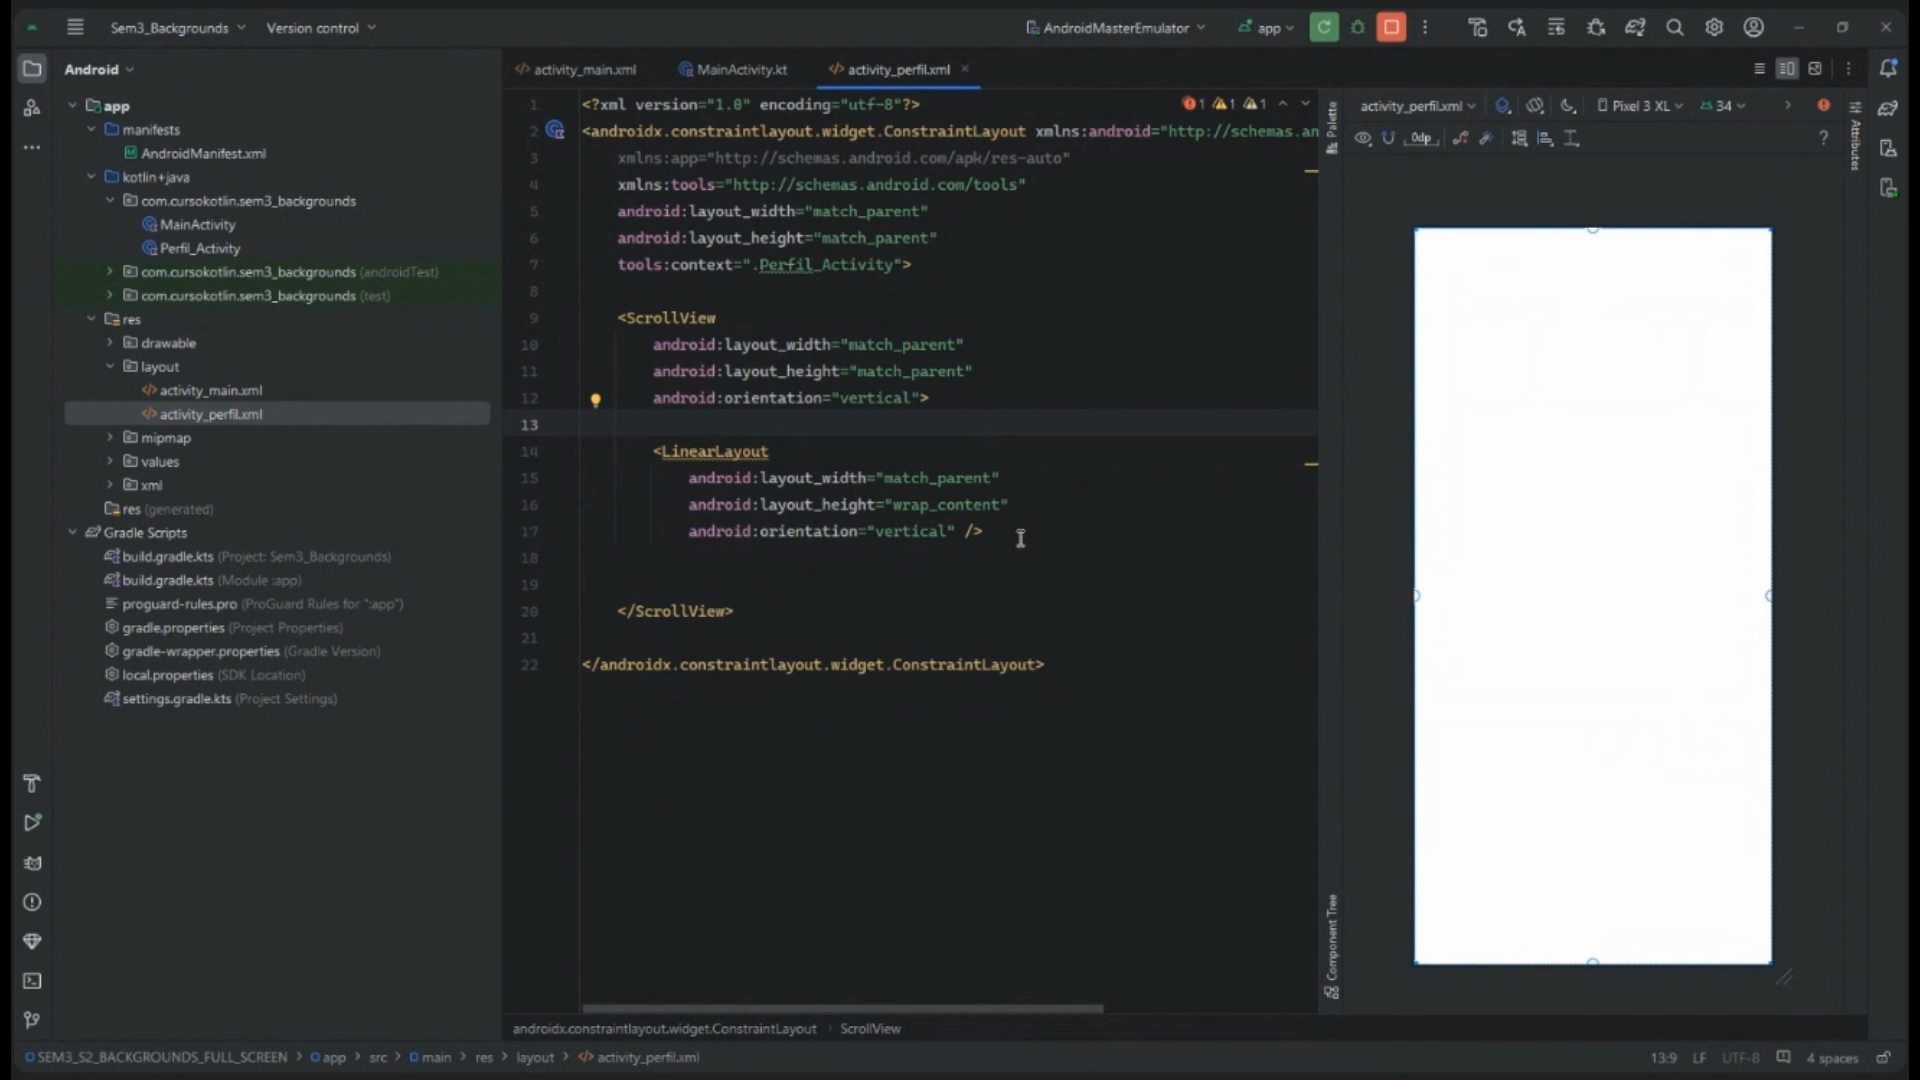 Sem3_Backgrounds Version control AndroidMasterEmulator app
Android
app
manifests
AndroidManifest.xml
kotlin+java
com.cursokotlin.sem3_backgrounds
MainActivity
Perfil_Activity
com.cursokotlin.sem3_backgrounds (androidTest)
com.cursokotlin.sem3_backgrounds (test)
res
drawable
layout
activity_main.xml
activity_perfil.xml
mipmap
values
xml
res (generated)
Gradle Scripts
build.gradle.kts (Project: Sem3_Backgrounds)
build.gradle.kts (Module :app)
proguard-rules.pro (ProGuard Rules for ":app")
gradle.properties (Project Properties)
gradle-wrapper.properties (Gradle Version)
local.properties (SDK Location)
settings.gradle.kts (Project Settings)
activity_main.xml MainActivity.kt activity_perfil.xml
1 1 1
1 <?xml version="1.0" encoding="utf-8"?>
2 <androidx.constraintlayout.widget.ConstraintLayout xmlns:android="http://schemas.an
3 xmlns:app="http://schemas.android.com/apk/res-auto"
4 xmlns:tools="http://schemas.android.com/tools"
5 android:layout_width="match_parent"
6 android:layout_height="match_parent"
7 tools:context=".Perfil_Activity">
8
9 <ScrollView
10 android:layout_width="match_parent"
11 android:layout_height="match_parent"
12 android:orientation="vertical">
13
14 <LinearLayout
15 android:layout_width="match_parent"
16 android:layout_height="wrap_content"
17 android:orientation="vertical" />
18
19
20 </ScrollView>
21
22 </androidx.constraintlayout.widget.ConstraintLayout>
Palette
activity_perfil.xml Pixel 3 XL 34
0dp ?
Attributes
Component Tree
androidx.constraintlayout.widget.ConstraintLayout › ScrollView
SEM3_S2_BACKGROUNDS_FULL_SCREEN > app > src > main > res > layout > activity_perfil.xml
13:9 LF UTF-8 4 spaces